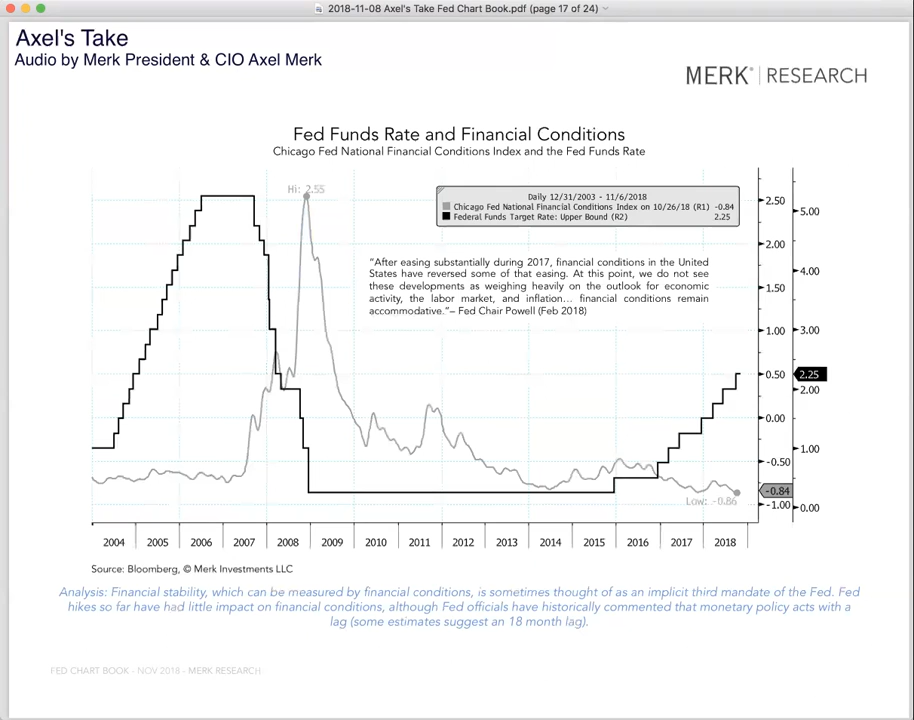 2018-11-08 Axel's Take Fed Chart Book.pdf (page 17 of 24)
Axel's Take
Audio by Merk President & CIO Axel Merk
MERK® | RESEARCH
Fed Funds Rate and Financial Conditions
Chicago Fed National Financial Conditions Index and the Fed Funds Rate
Hi: 2.55
Daily 12/31/2003 - 11/6/2018
Chicago Fed National Financial Conditions Index on 10/26/18 (R1) -0.84
Federal Funds Target Rate: Upper Bound (R2) 2.25
"After easing substantially during 2017, financial conditions in the United
States have reversed some of that easing. At this point, we do not see
these developments as weighing heavily on the outlook for economic
activity, the labor market, and inflation… financial conditions remain
accommodative."– Fed Chair Powell (Feb 2018)
2.50
5.00
2.00
4.00
1.50
1.00
3.00
0.50
2.25
2.00
0.00
1.00
-0.50
-0.84
Low: -0.86
-1.00
0.00
2004 2005 2006 2007 2008 2009 2010 2011 2012 2013 2014 2015 2016 2017 2018
Source: Bloomberg, © Merk Investments LLC
Analysis: Financial stability, which can be measured by financial conditions, is sometimes thought of as an implicit third mandate of the Fed. Fed
hikes so far have had little impact on financial conditions, although Fed officials have historically commented that monetary policy acts with a
lag (some estimates suggest an 18 month lag).
FED CHART BOOK - NOV 2018 - MERK RESEARCH